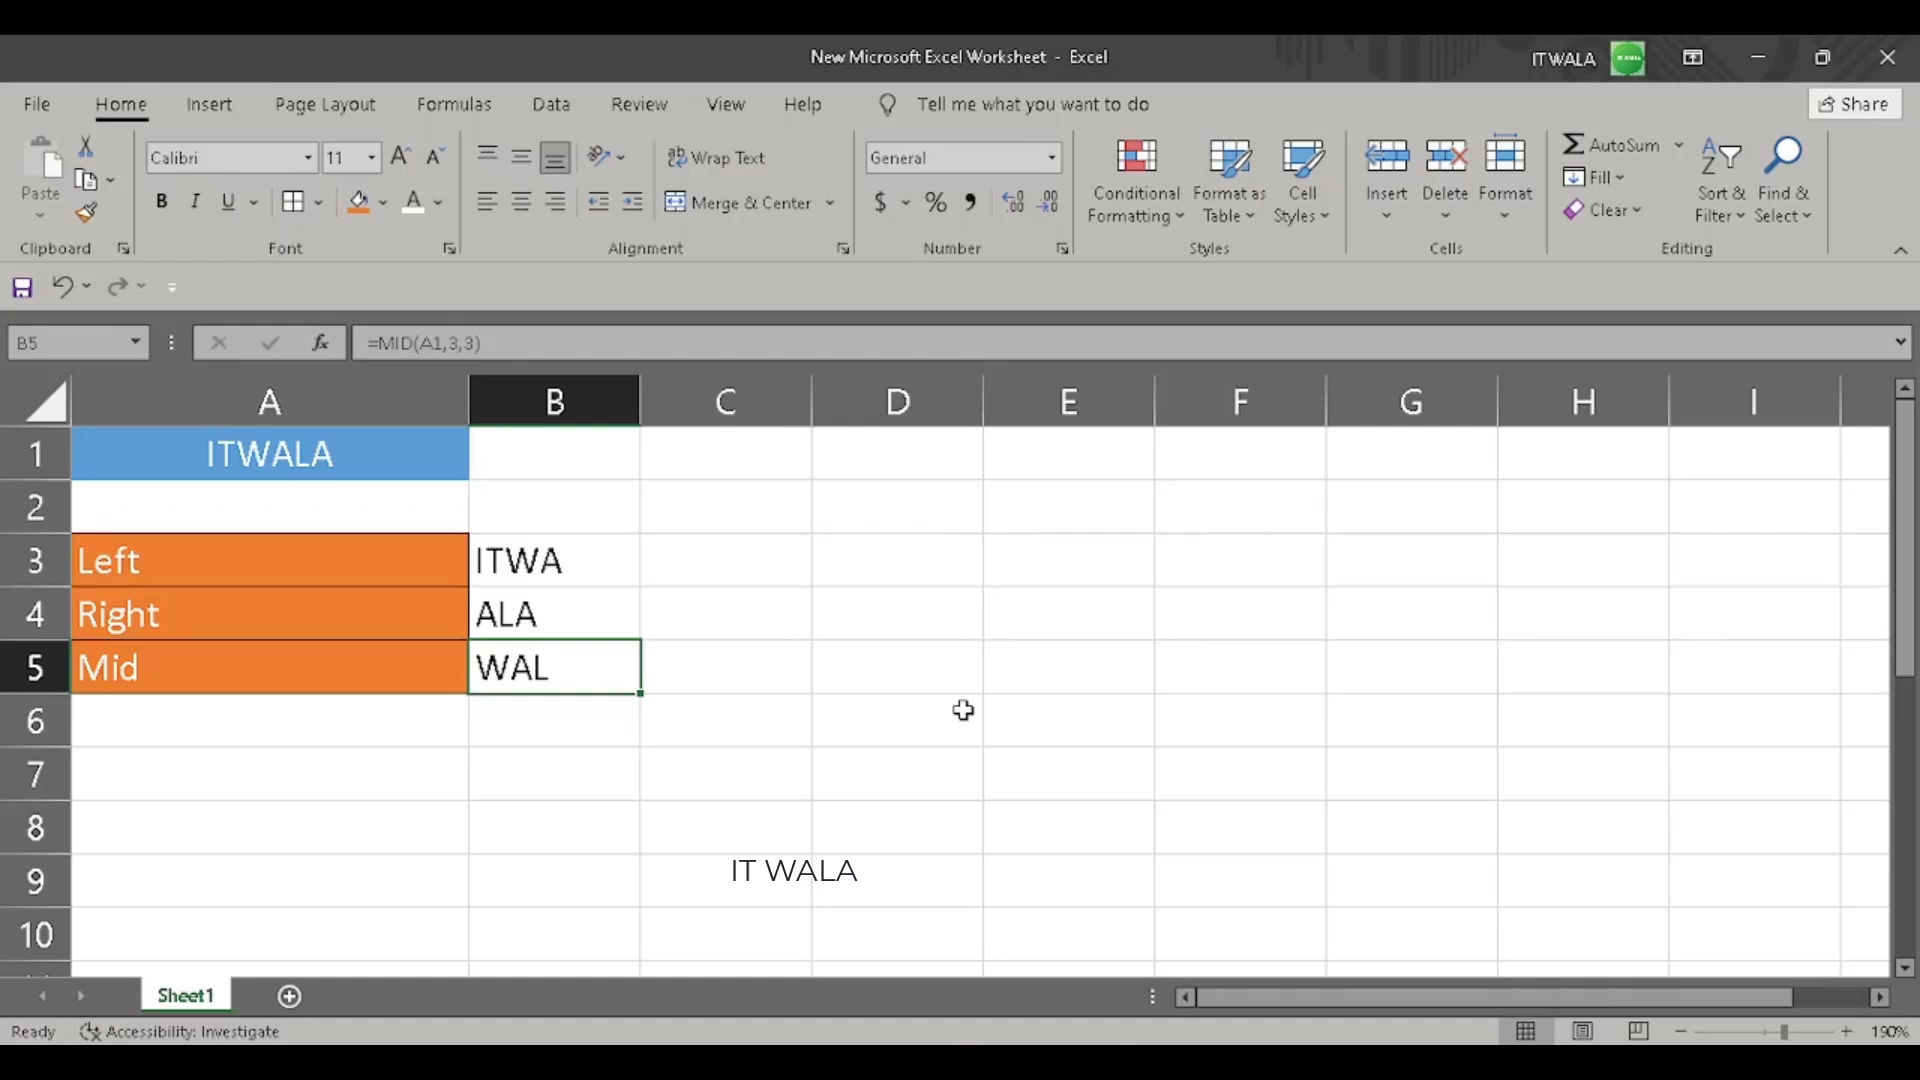 New Microsoft Excel Worksheet - Excel
ITWALA
File Home Insert Page Layout Formulas Data Review View Help Tell me what you want to do Share
Paste
Clipboard
Calibri 11
B I U A
Font
Wrap Text
Merge & Center
Alignment
General
$ % ,
Number
Conditional Formatting
Format as Table
Cell Styles
Styles
Insert Delete Format
Cells
AutoSum
Fill
Clear
Sort & Filter
Find & Select
Editing
B5 fx =MID(A1,3,3)
A B C D E F G H I
1 ITWALA
2
3 Left ITWA
4 Right ALA
5 Mid WAL
6
7
8
9 IT WALA
10
Sheet1
Ready Accessibility: Investigate 190%